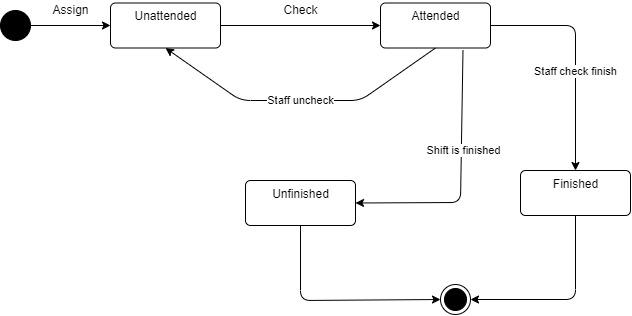 Assign
Unattended
Check
Attended
Staff check finish
Staff uncheck
Shift is finished
Unfinished
Finished